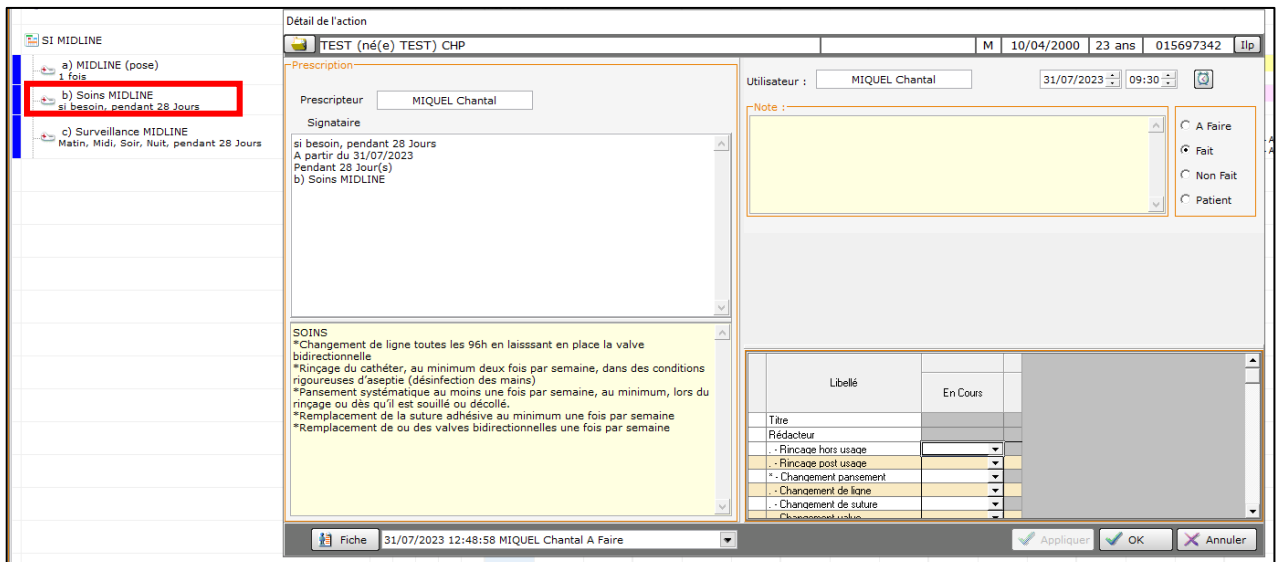 SI MIDLINE
a) MIDLINE (pose)
1 fois
b) Soins MIDLINE
si besoin, pendant 28 Jours
c) Surveillance MIDLINE
Matin, Midi, Soir, Nuit, pendant 28 Jours
Détail de l'action
TEST (né(e) TEST) CHP M 10/04/2000 23 ans 015697342 Ilp
Prescription
Prescripteur MIQUEL Chantal
Signataire
si besoin, pendant 28 Jours
A partir du 31/07/2023
Pendant 28 Jour(s)
b) Soins MIDLINE
SOINS
*Changement de ligne toutes les 96h en laisssant en place la valve
bidirectionnelle
*Rinçage du cathéter, au minimum deux fois par semaine, dans des conditions
rigoureuses d'aseptie (désinfection des mains)
*Pansement systématique au moins une fois par semaine, au minimum, lors du
rinçage ou dès qu'il est souillé ou décollé.
*Remplacement de la suture adhésive au minimum une fois par semaine
*Remplacement de ou des valves bidirectionnelles une fois par semaine
Utilisateur : MIQUEL Chantal 31/07/2023 09:30
Note :
A Faire
Fait
Non Fait
Patient
Libellé En Cours
Titre
Rédacteur
. - Rincage hors usage
. - Rincage post usage
* - Changement pansement
. - Changement de ligne
. - Changement de suture
Fiche 31/07/2023 12:48:58 MIQUEL Chantal A Faire
Appliquer OK Annuler